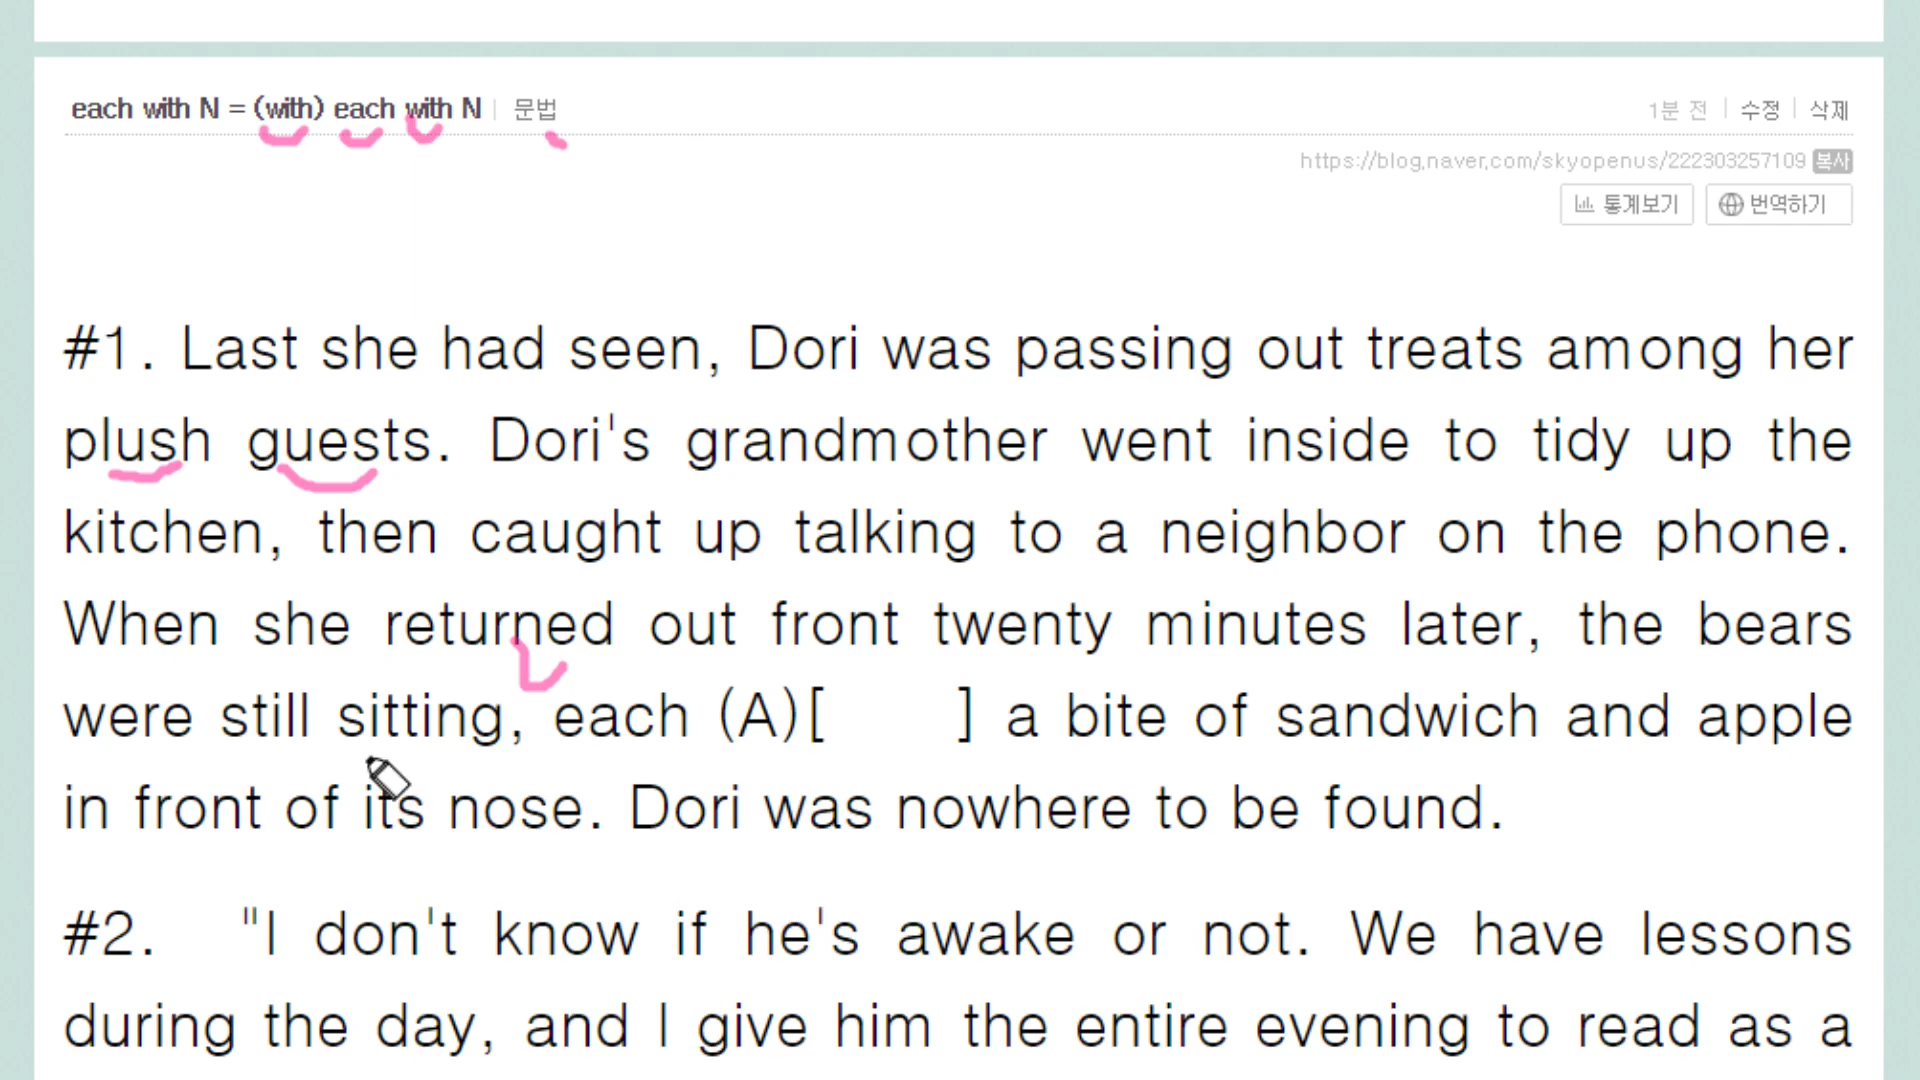 each with N = (with) each with N 문법 1분 전 수정 삭제
https://blog.naver.com/skyopenus/222303257109 복사
통계보기 번역하기
#1. Last she had seen, Dori was passing out treats among her
plush guests. Dori's grandmother went inside to tidy up the
kitchen, then caught up talking to a neighbor on the phone.
When she returned out front twenty minutes later, the bears
were still sitting, each (A)[ ] a bite of sandwich and apple
in front of its nose. Dori was nowhere to be found.
#2. "I don't know if he's awake or not. We have lessons
during the day, and I give him the entire evening to read as a